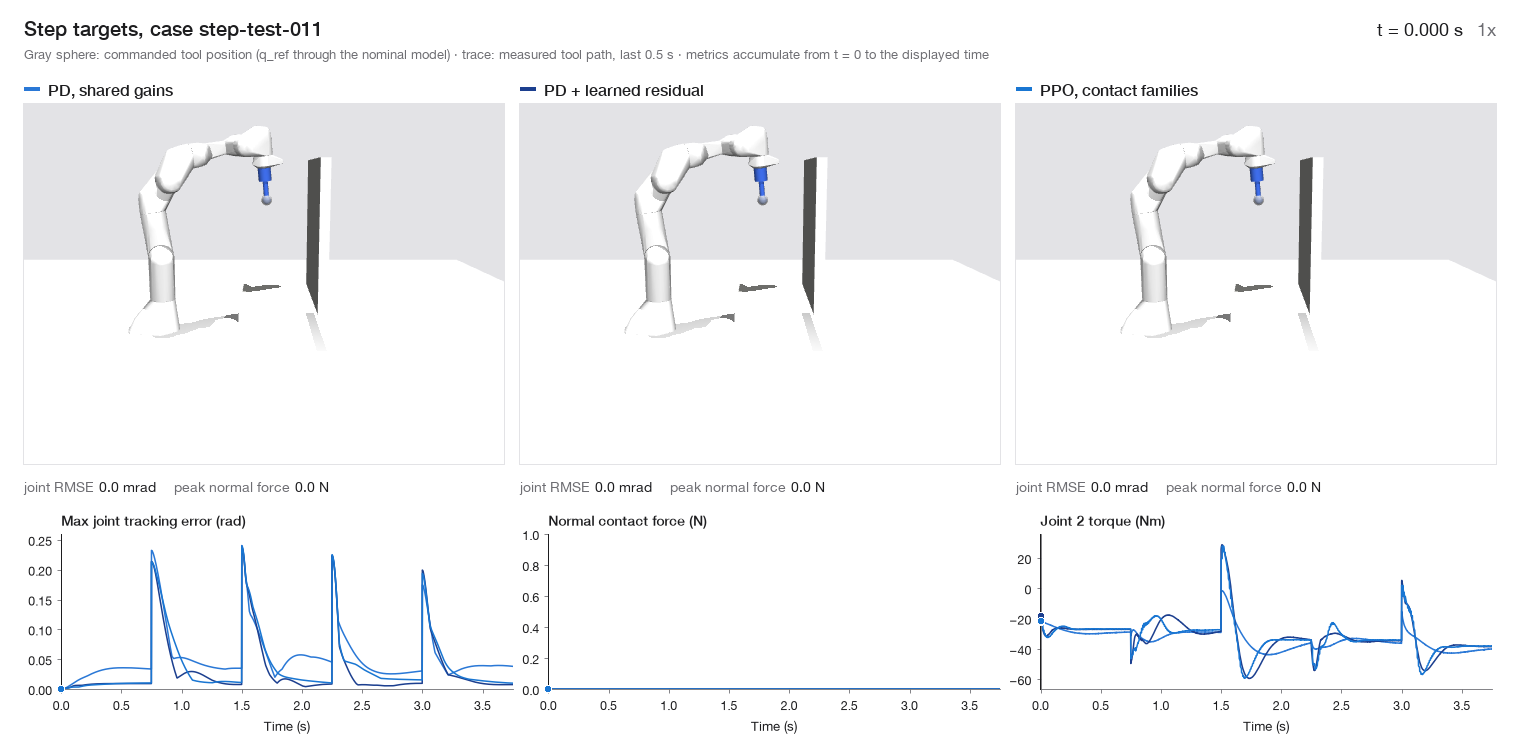 Step targets, case step-test-011
t = 0.000 s 1x
Gray sphere: commanded tool position (q_ref through the nominal model) · trace: measured tool path, last 0.5 s · metrics accumulate from t = 0 to the displayed time
PD, shared gains
PD + learned residual
PPO, contact families
joint RMSE 0.0 mrad peak normal force 0.0 N
joint RMSE 0.0 mrad peak normal force 0.0 N
joint RMSE 0.0 mrad peak normal force 0.0 N
Max joint tracking error (rad)
0.25
0.20
0.15
0.10
0.05
0.00
0.0 0.5 1.0 1.5 2.0 2.5 3.0 3.5
Time (s)
Normal contact force (N)
1.0
0.8
0.6
0.4
0.2
0.0
0.0 0.5 1.0 1.5 2.0 2.5 3.0 3.5
Time (s)
Joint 2 torque (Nm)
20
0
−20
−40
−60
0.0 0.5 1.0 1.5 2.0 2.5 3.0 3.5
Time (s)